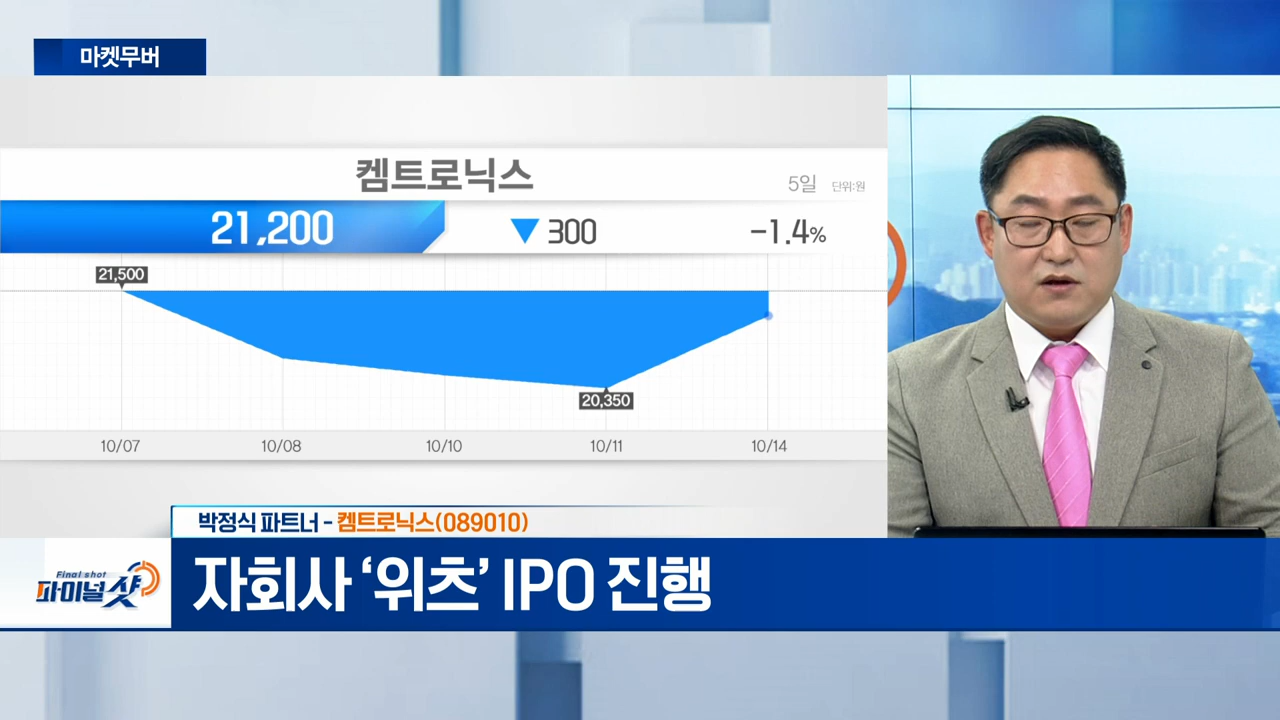 마켓무버
켐트로닉스
5일 단위:원
21,200 ▼300 -1.4%
21,500
20,350
10/07 10/08 10/10 10/11 10/14
박정식 파트너 - 켐트로닉스(089010)
Final shot
파이널샷
자회사 ‘위츠’ IPO 진행